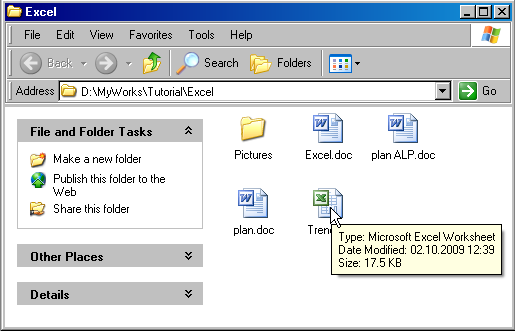 Excel
File Edit View Favorites Tools Help
Back Search Folders
Address D:\MyWorks\Tutorial\Excel Go
File and Folder Tasks
Make a new folder
Publish this folder to the
Web
Share this folder
Other Places
Details
Pictures Excel.doc plan ALP.doc
plan.doc
Type: Microsoft Excel Worksheet
Date Modified: 02.10.2009 12:39
Size: 17.5 KB